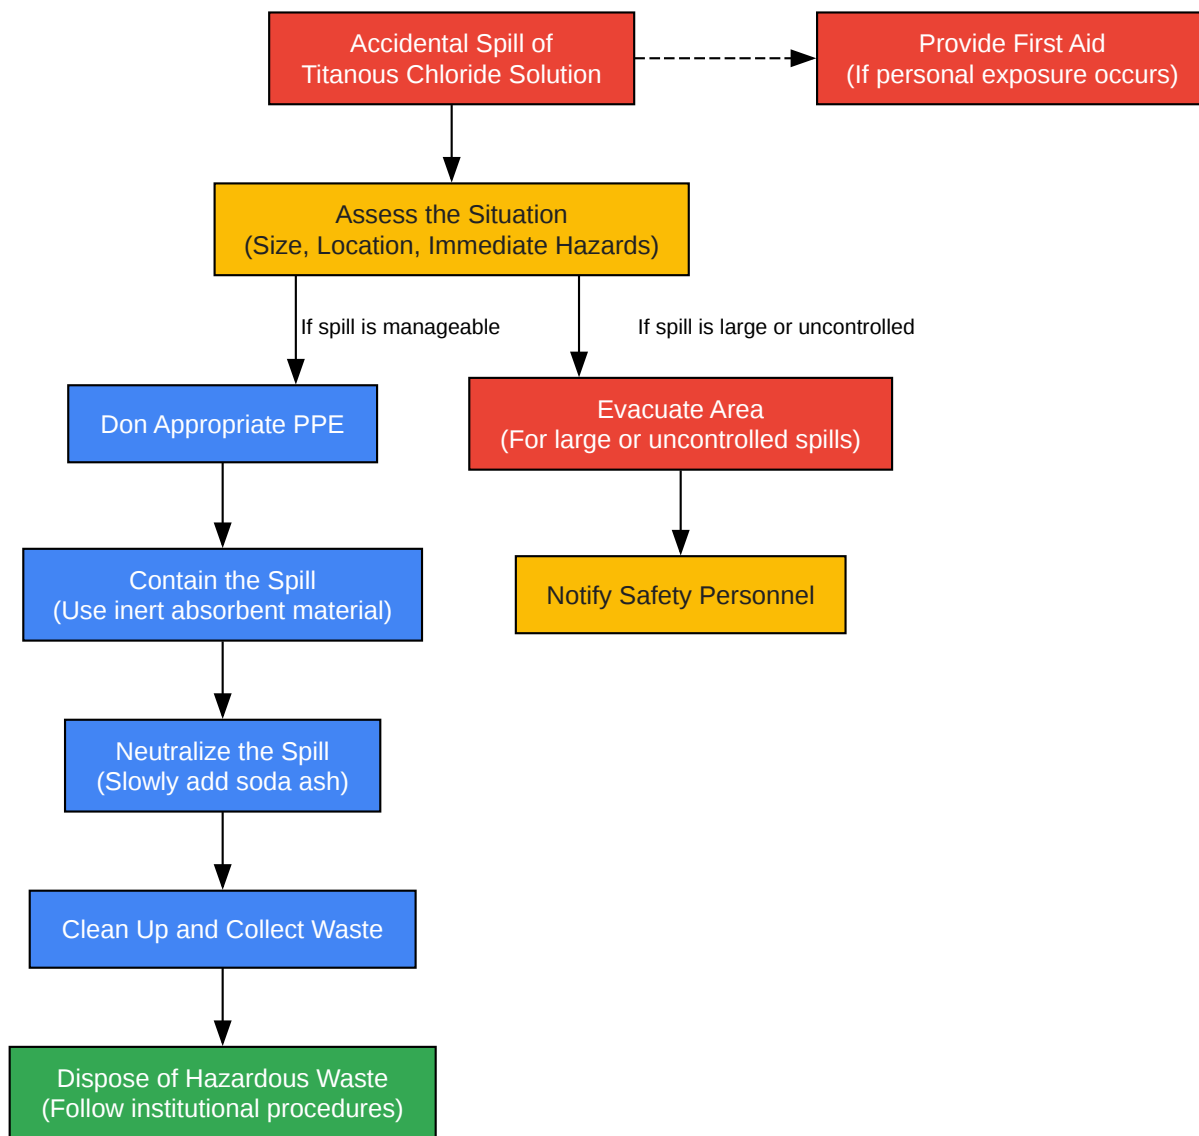 Accidental Spill of
Titanous Chloride Solution
Provide First Aid
(If personal exposure occurs)
Assess the Situation
(Size, Location, Immediate Hazards)
If spill is manageable
If spill is large or uncontrolled
Don Appropriate PPE
Evacuate Area
(For large or uncontrolled spills)
Contain the Spill
(Use inert absorbent material)
Notify Safety Personnel
Neutralize the Spill
(Slowly add soda ash)
Clean Up and Collect Waste
Dispose of Hazardous Waste
(Follow institutional procedures)